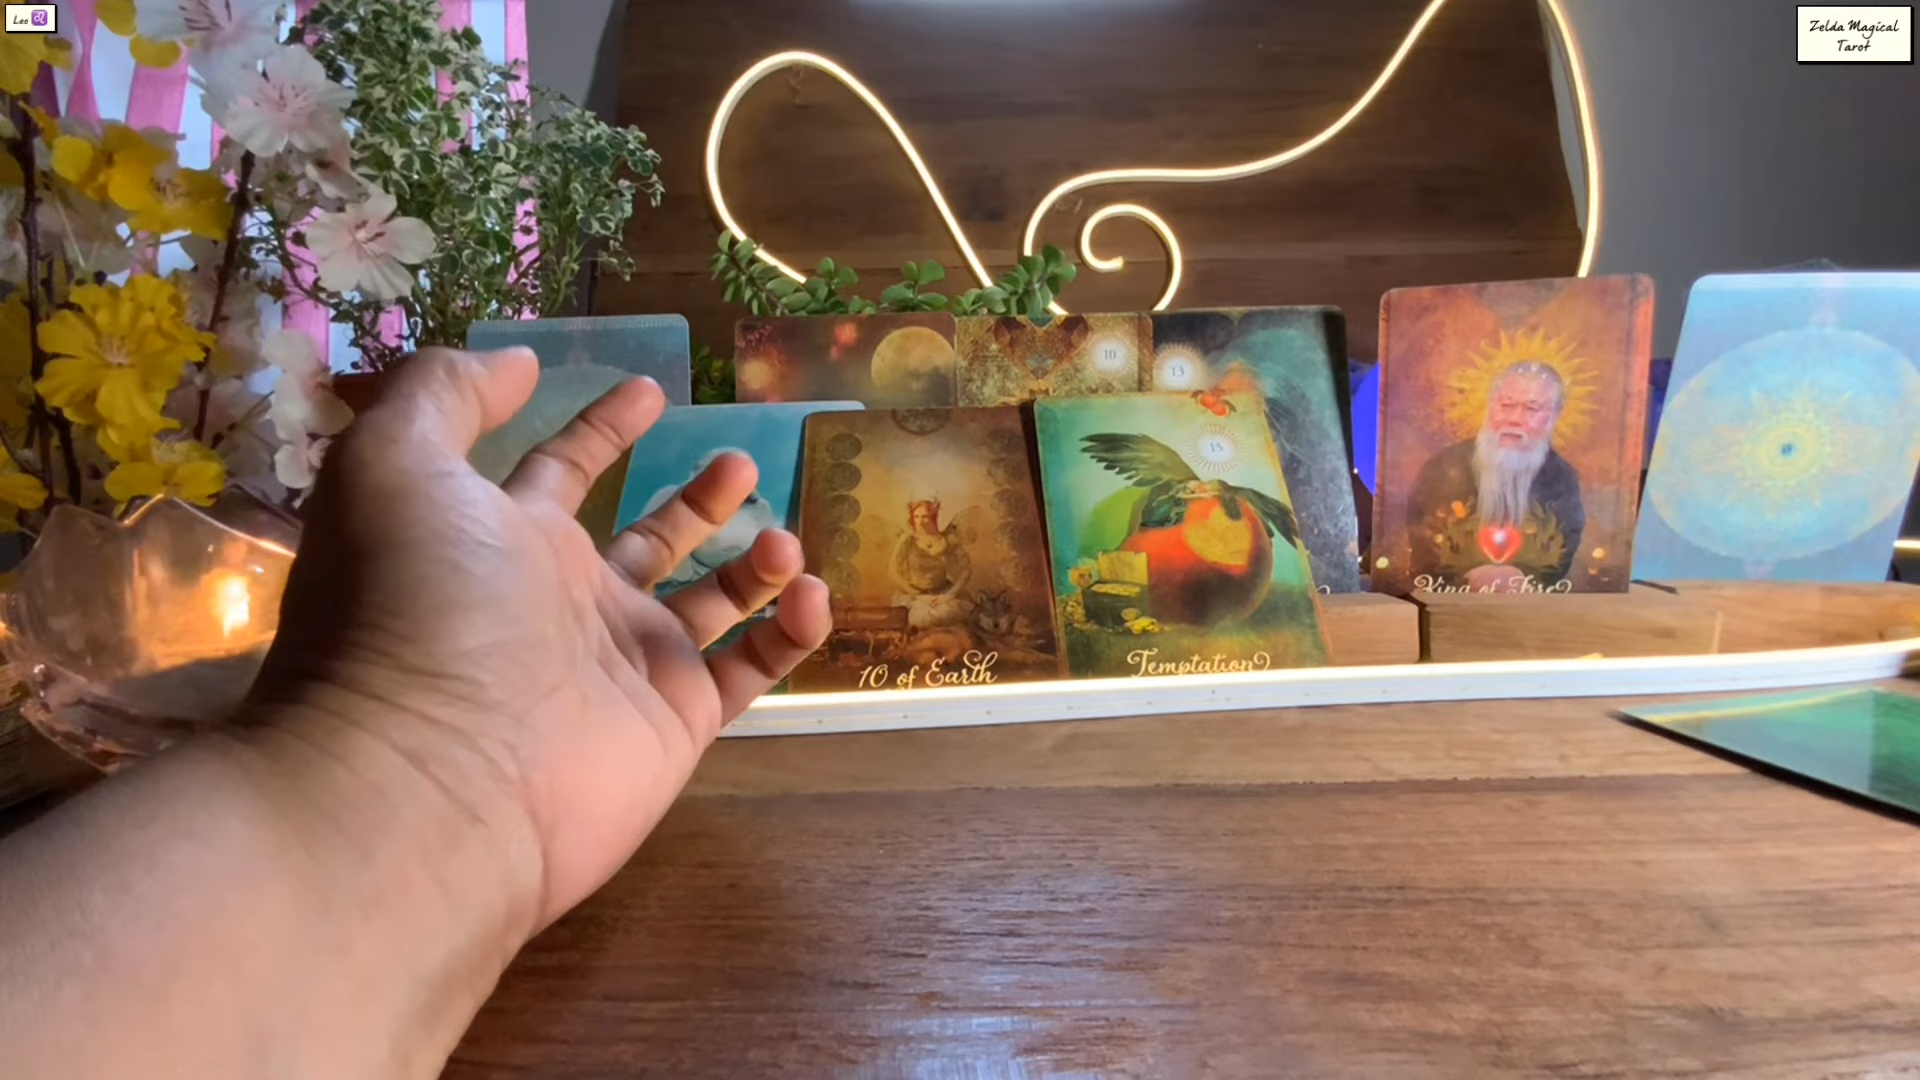 Leo ♌
Zelda Magical
Tarot
10
13
15
King of Fire
10 of Earth
Temptation